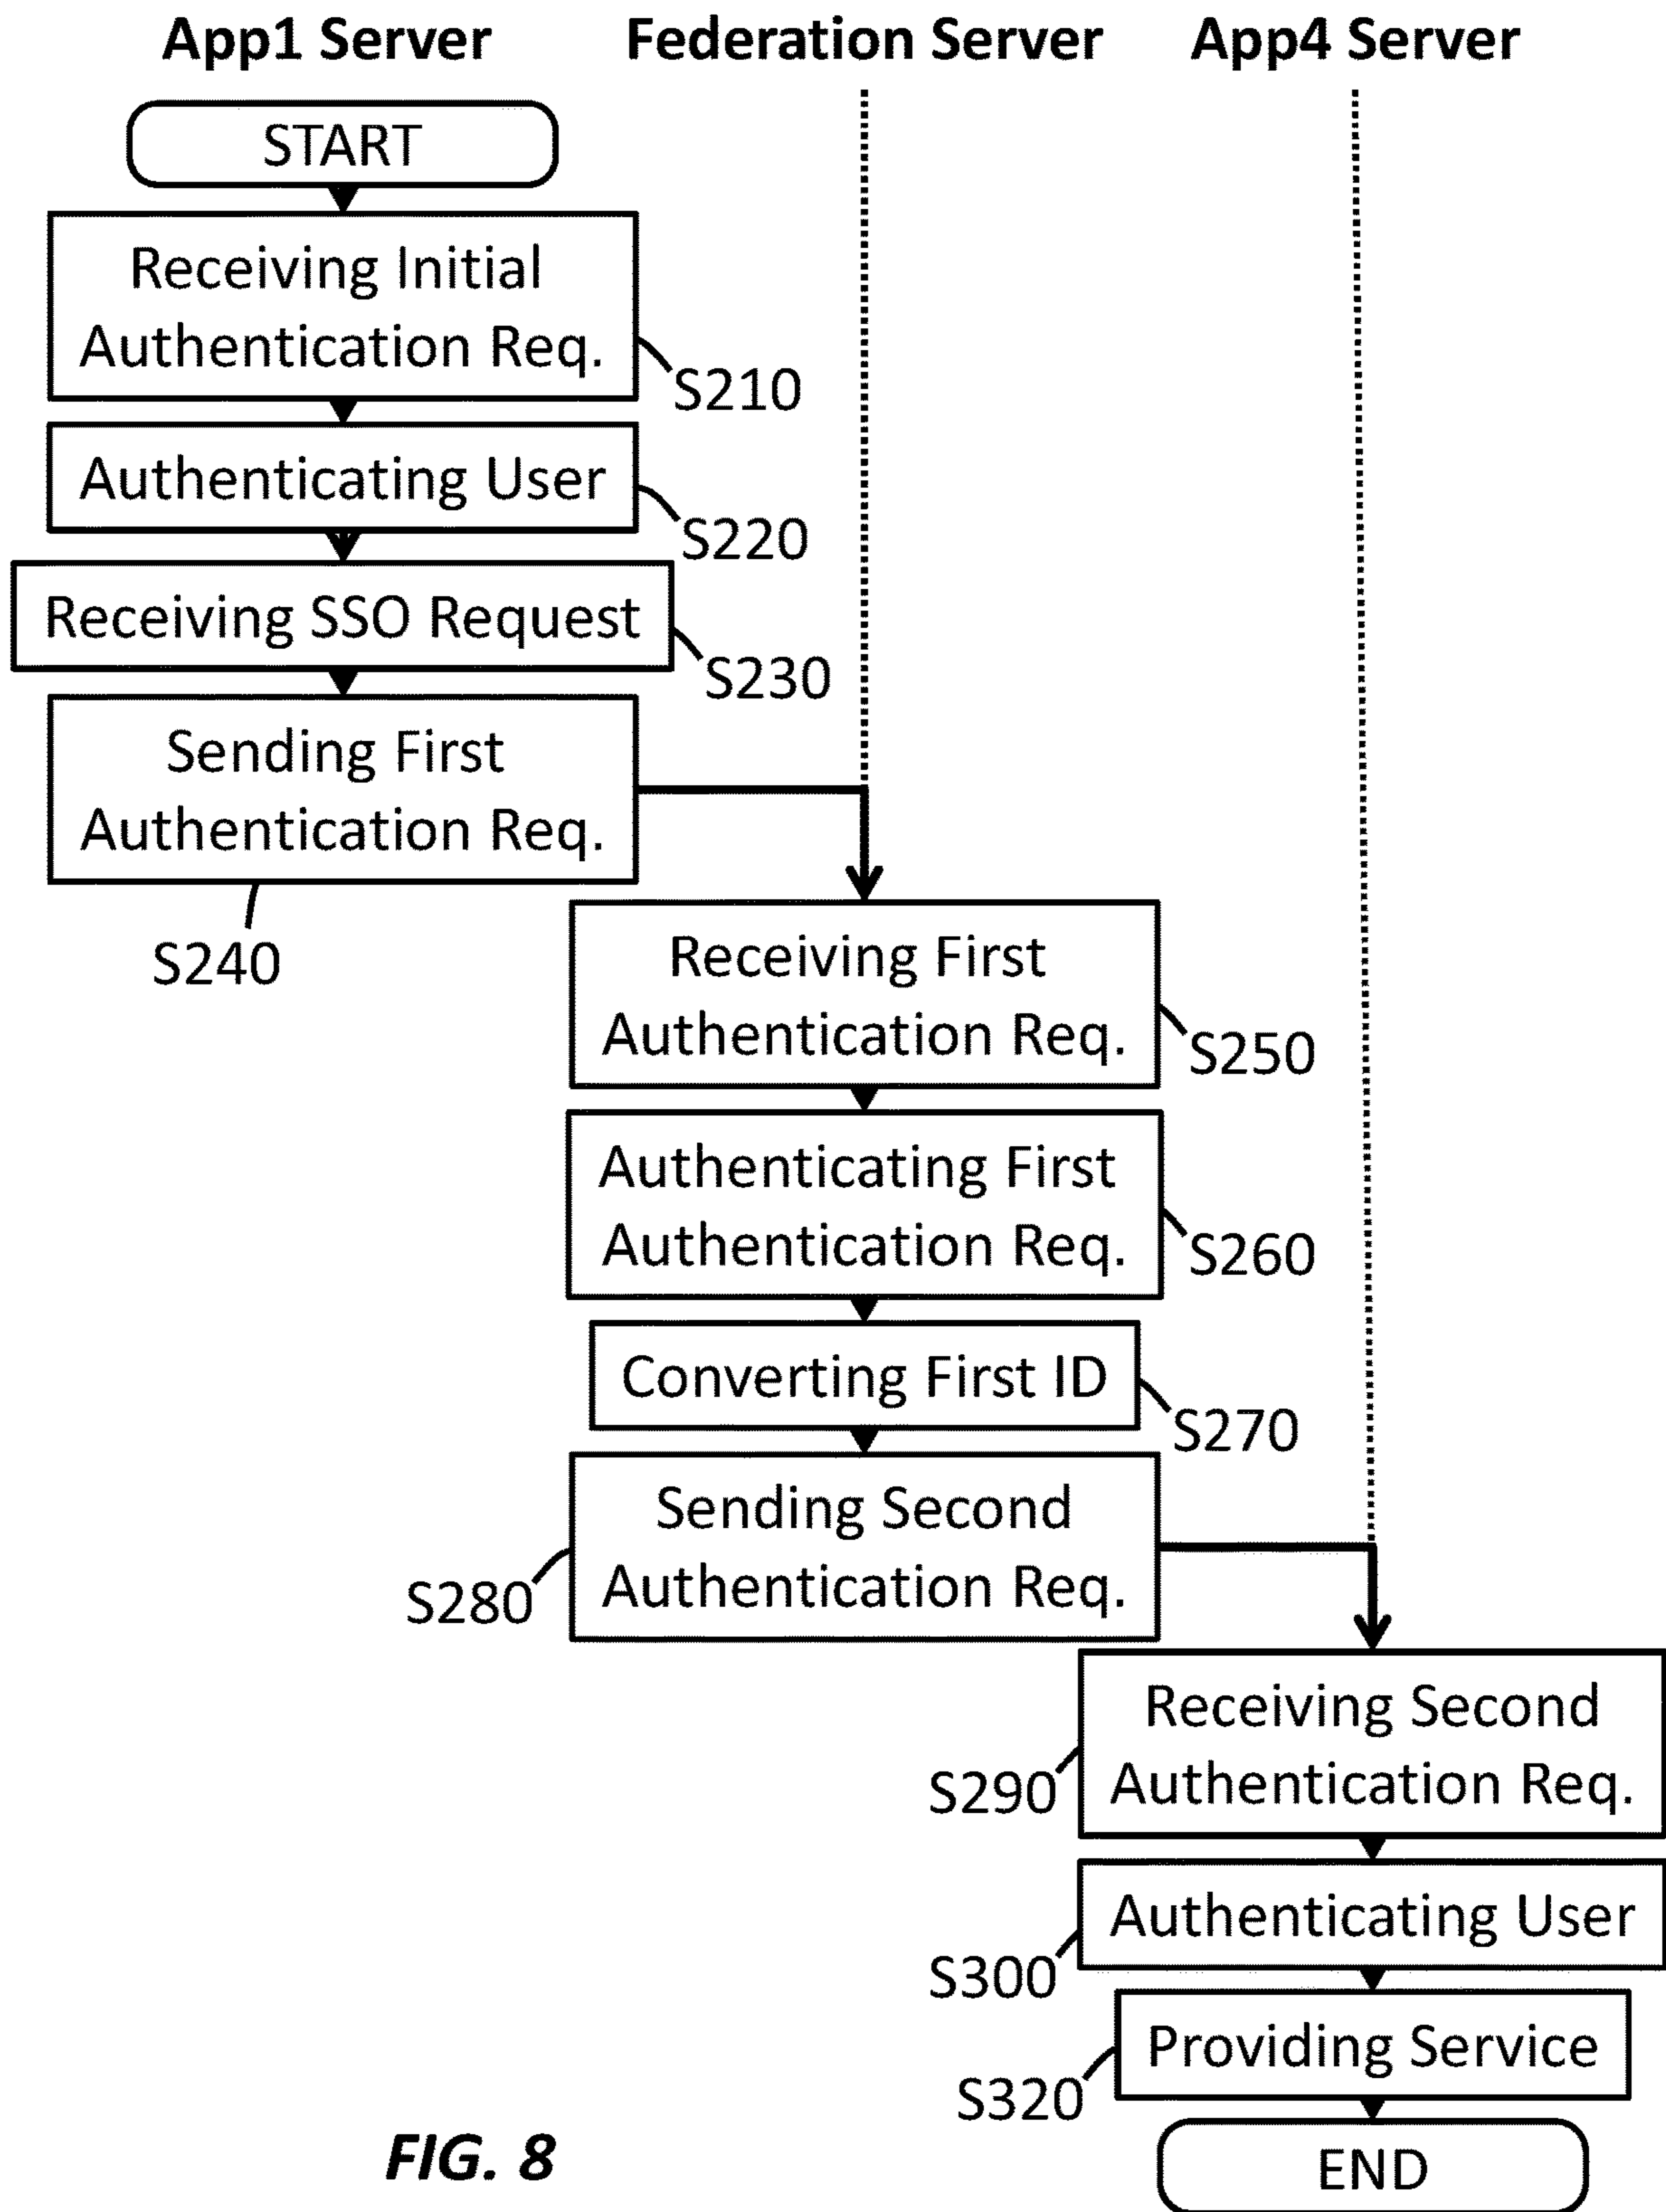 App1 Server
Federation Server
App4 Server
START
Receiving Initial
Authentication Req.
S210
Authenticating User
S220
Receiving SSO Request
S230
Sending First
Authentication Req.
S240
Receiving First
Authentication Req.
S250
Authenticating First
Authentication Req.
S260
Converting First ID
S270
Sending Second
Authentication Req.
S280
Receiving Second
Authentication Req.
S290
Authenticating User
S300
Providing Service
S320
END
FIG. 8